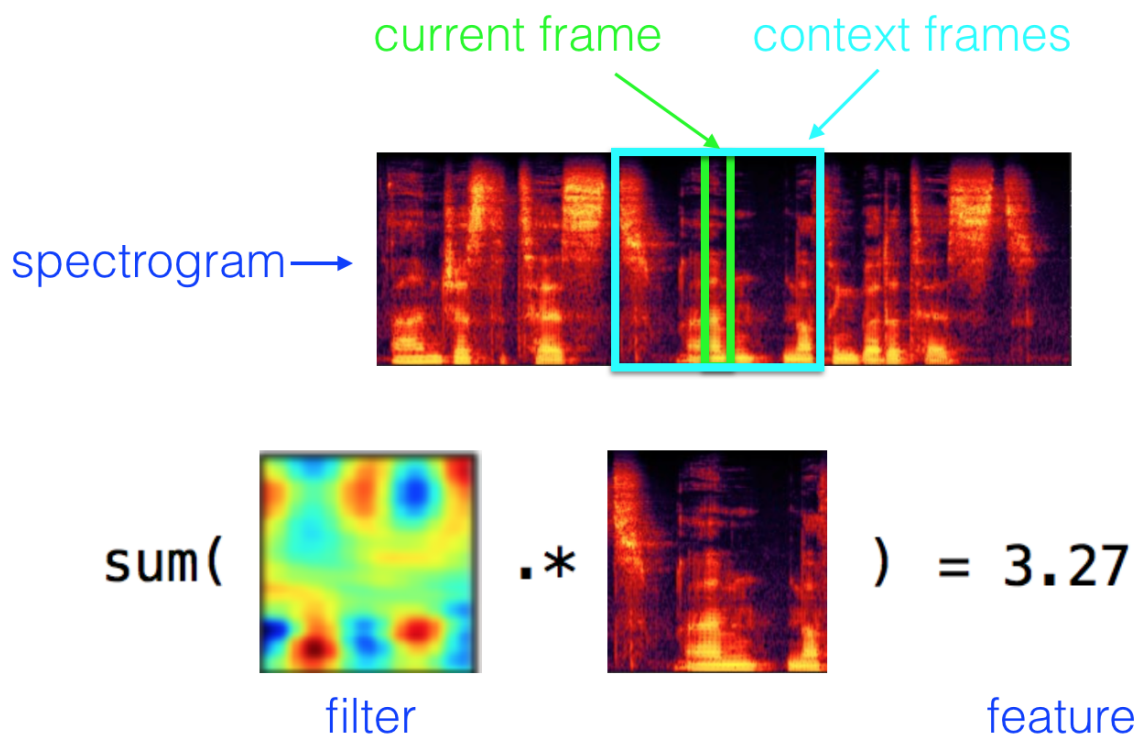 current frame
context frames
spectrogram
sum( .* ) = 3.27
filter
feature